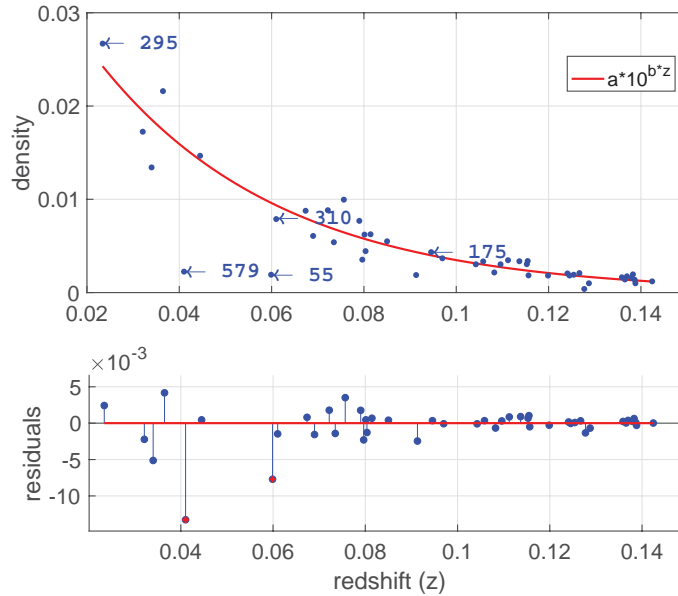 0.03
0.02
0.01
0
density
← 295
← 310
← 175
← 579
← 55
a*10^{b*z}
0.02 0.04 0.06 0.08 0.1 0.12 0.14
×10^{-3}
5
0
-5
-10
residuals
0.04 0.06 0.08 0.1 0.12 0.14
redshift (z)